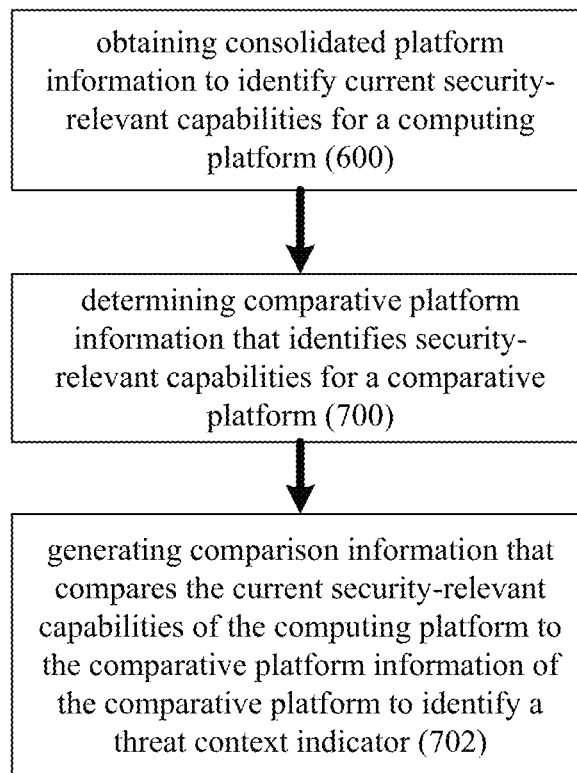 obtaining consolidated platform
information to identify current security-
relevant capabilities for a computing
platform (600)
determining comparative platform
information that identifies security-
relevant capabilities for a comparative
platform (700)
generating comparison information that
compares the current security-relevant
capabilities of the computing platform to
the comparative platform information of
the comparative platform to identify a
threat context indicator (702)